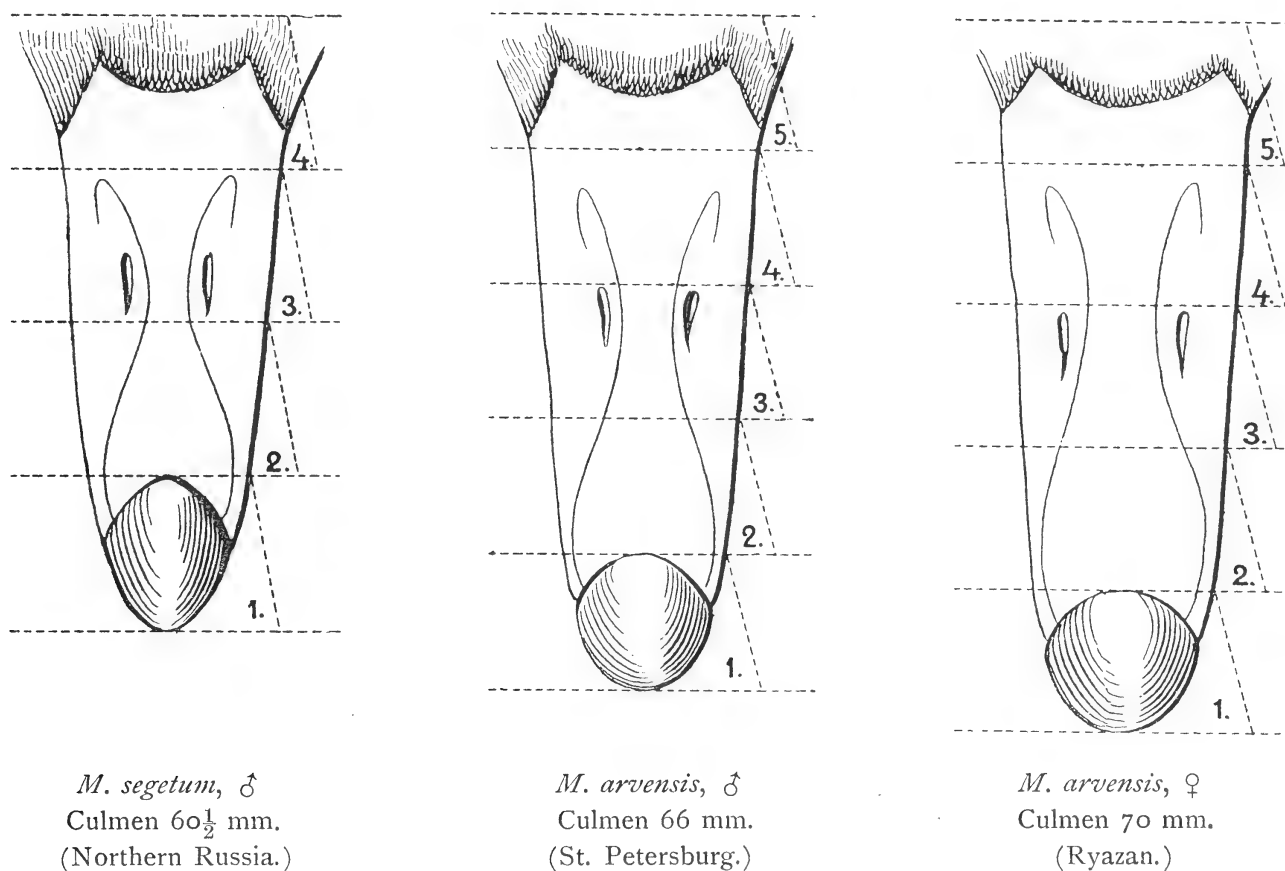 4.
3.
2.
1.
M. segetum, ♂
Culmen 60½ mm.
(Northern Russia.)
5.
4.
3.
2.
1.
M. arvensis, ♂
Culmen 66 mm.
(St. Petersburg.)
5.
4.
3.
2.
1.
M. arvensis, ♀
Culmen 70 mm.
(Ryazan.)